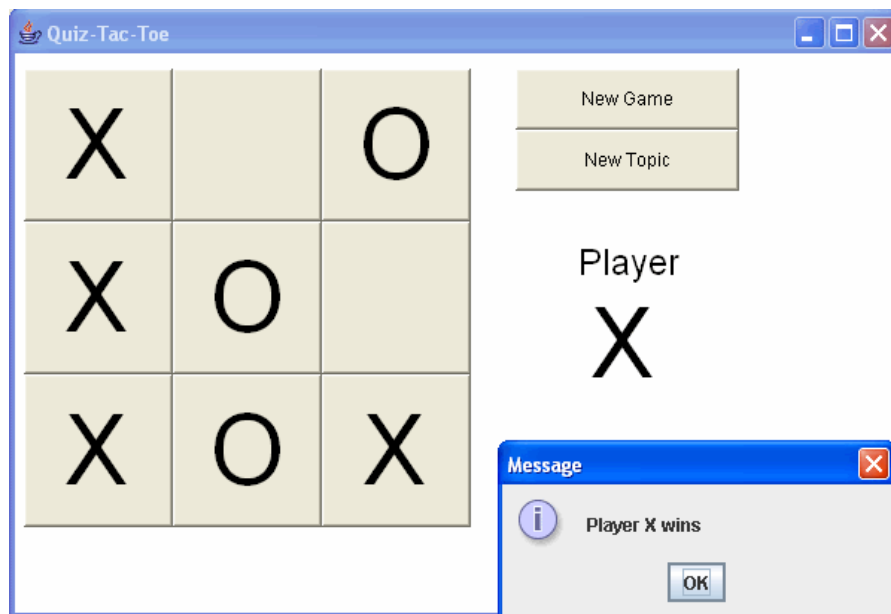 Quiz-Tac-Toe
X O
X O
X O X
New Game
New Topic
Player
X
Message
Player X wins
OK